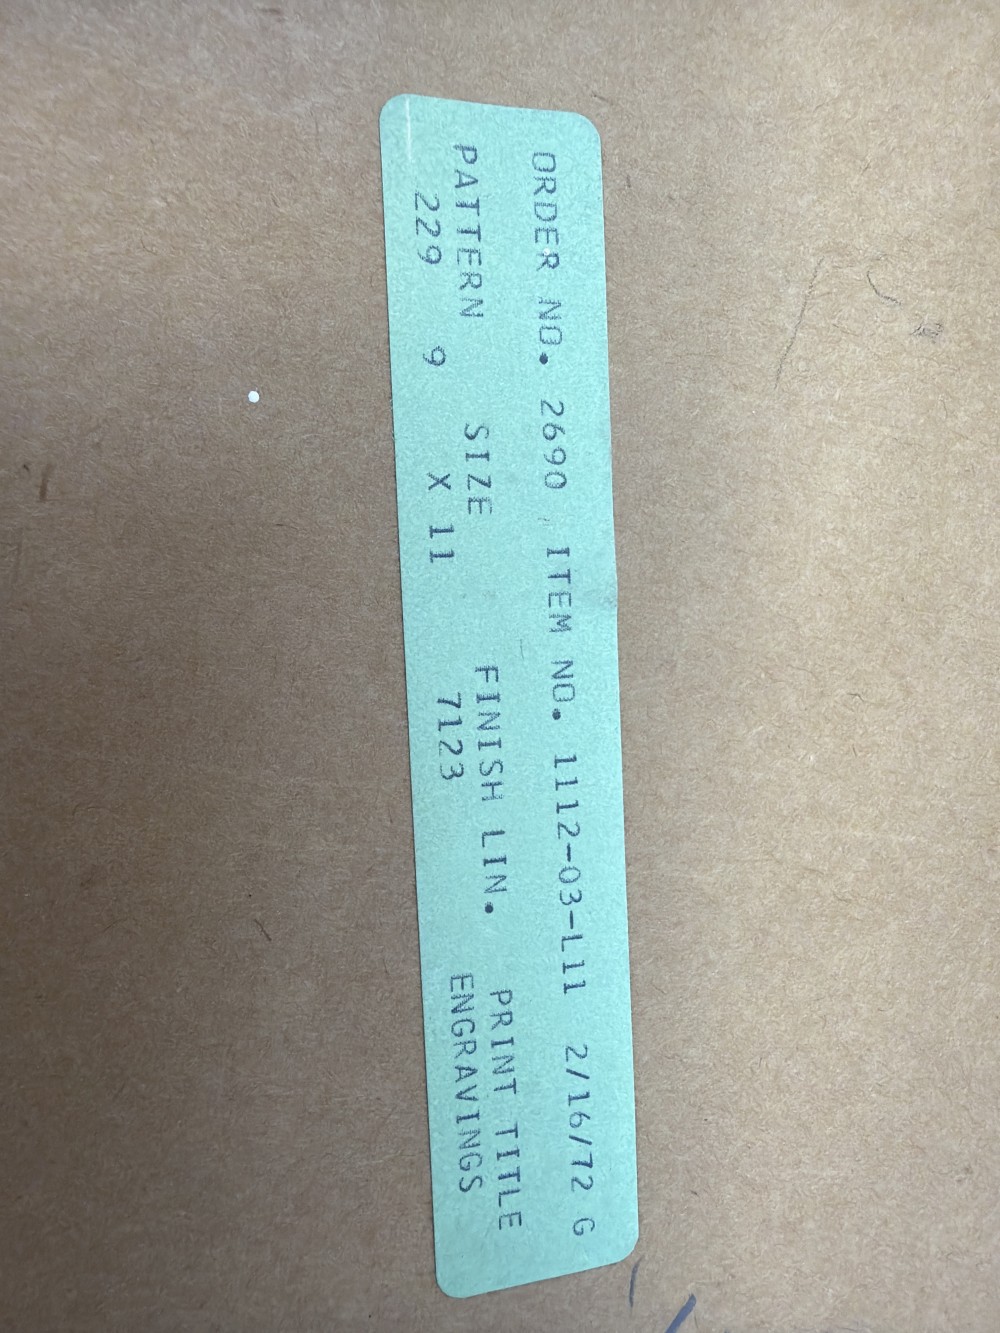 ORDER NO. 2690 ITEM NO. 1112-03-L11 2/16/72 G
PATTERN SIZE FINISH LIN. PRINT TITLE
229 9 X 11 7123 ENGRAVINGS